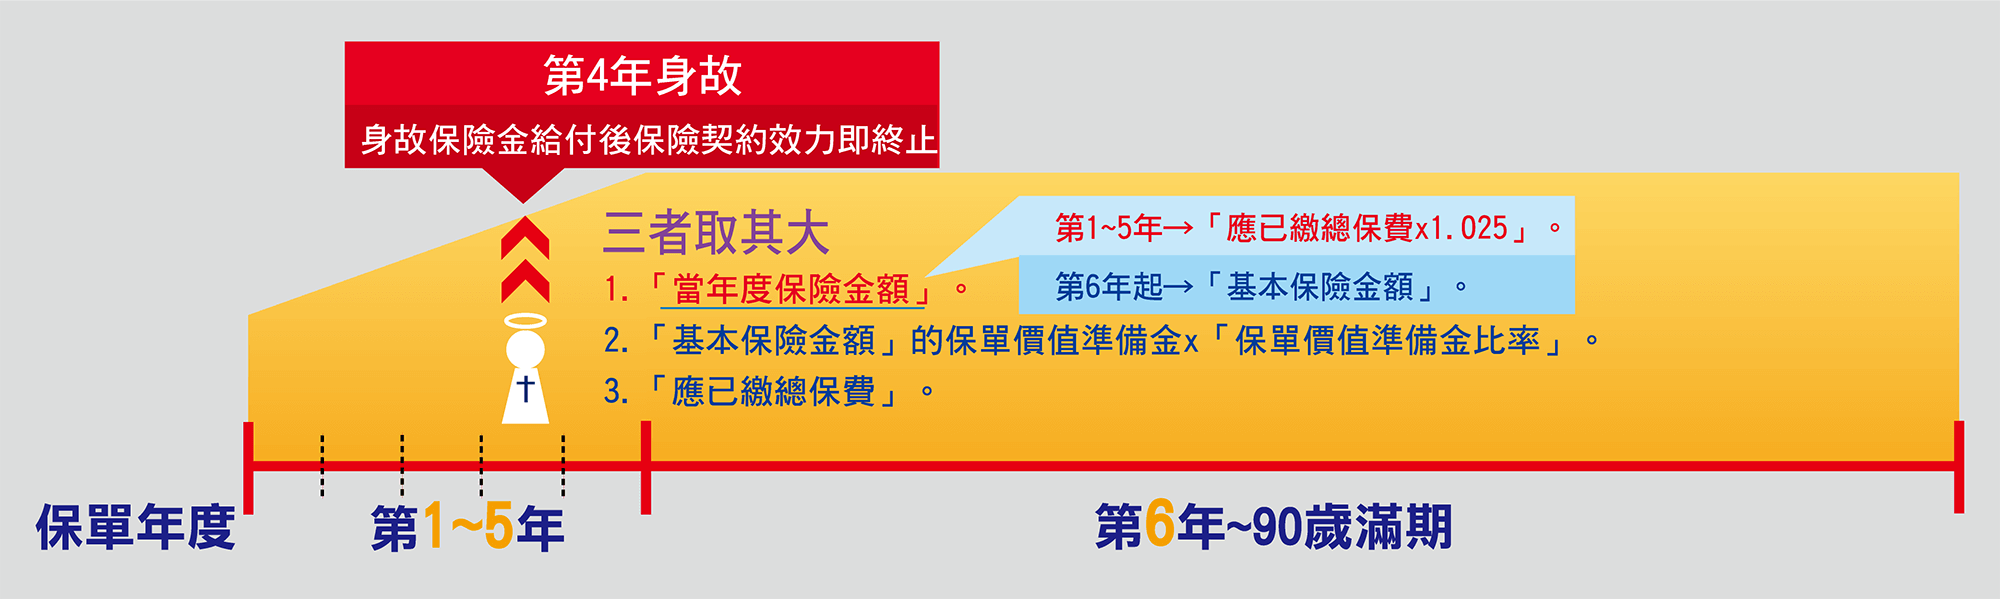 第4年身故
身故保險金給付後保險契約效力即終止
三者取其大
1.「當年度保險金額」。
第1~5年→「應已繳總保費x1.025」。
第6年起→「基本保險金額」。
2.「基本保險金額」的保單價值準備金x「保單價值準備金比率」。
3.「應已繳總保費」。
保單年度
第1~5年
第6年~90歲滿期